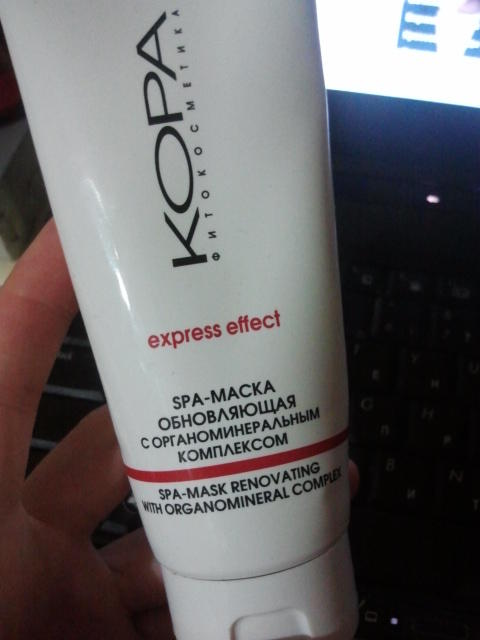 КОРА
ФИТОКОСМЕТИКА
express effect
SPA-МАСКА
ОБНОВЛЯЮЩАЯ
С ОРГАНОМИНЕРАЛЬНЫМ
КОМПЛЕКСОМ
SPA-MASK RENOVATING
WITH ORGANOMINERAL COMPLEX